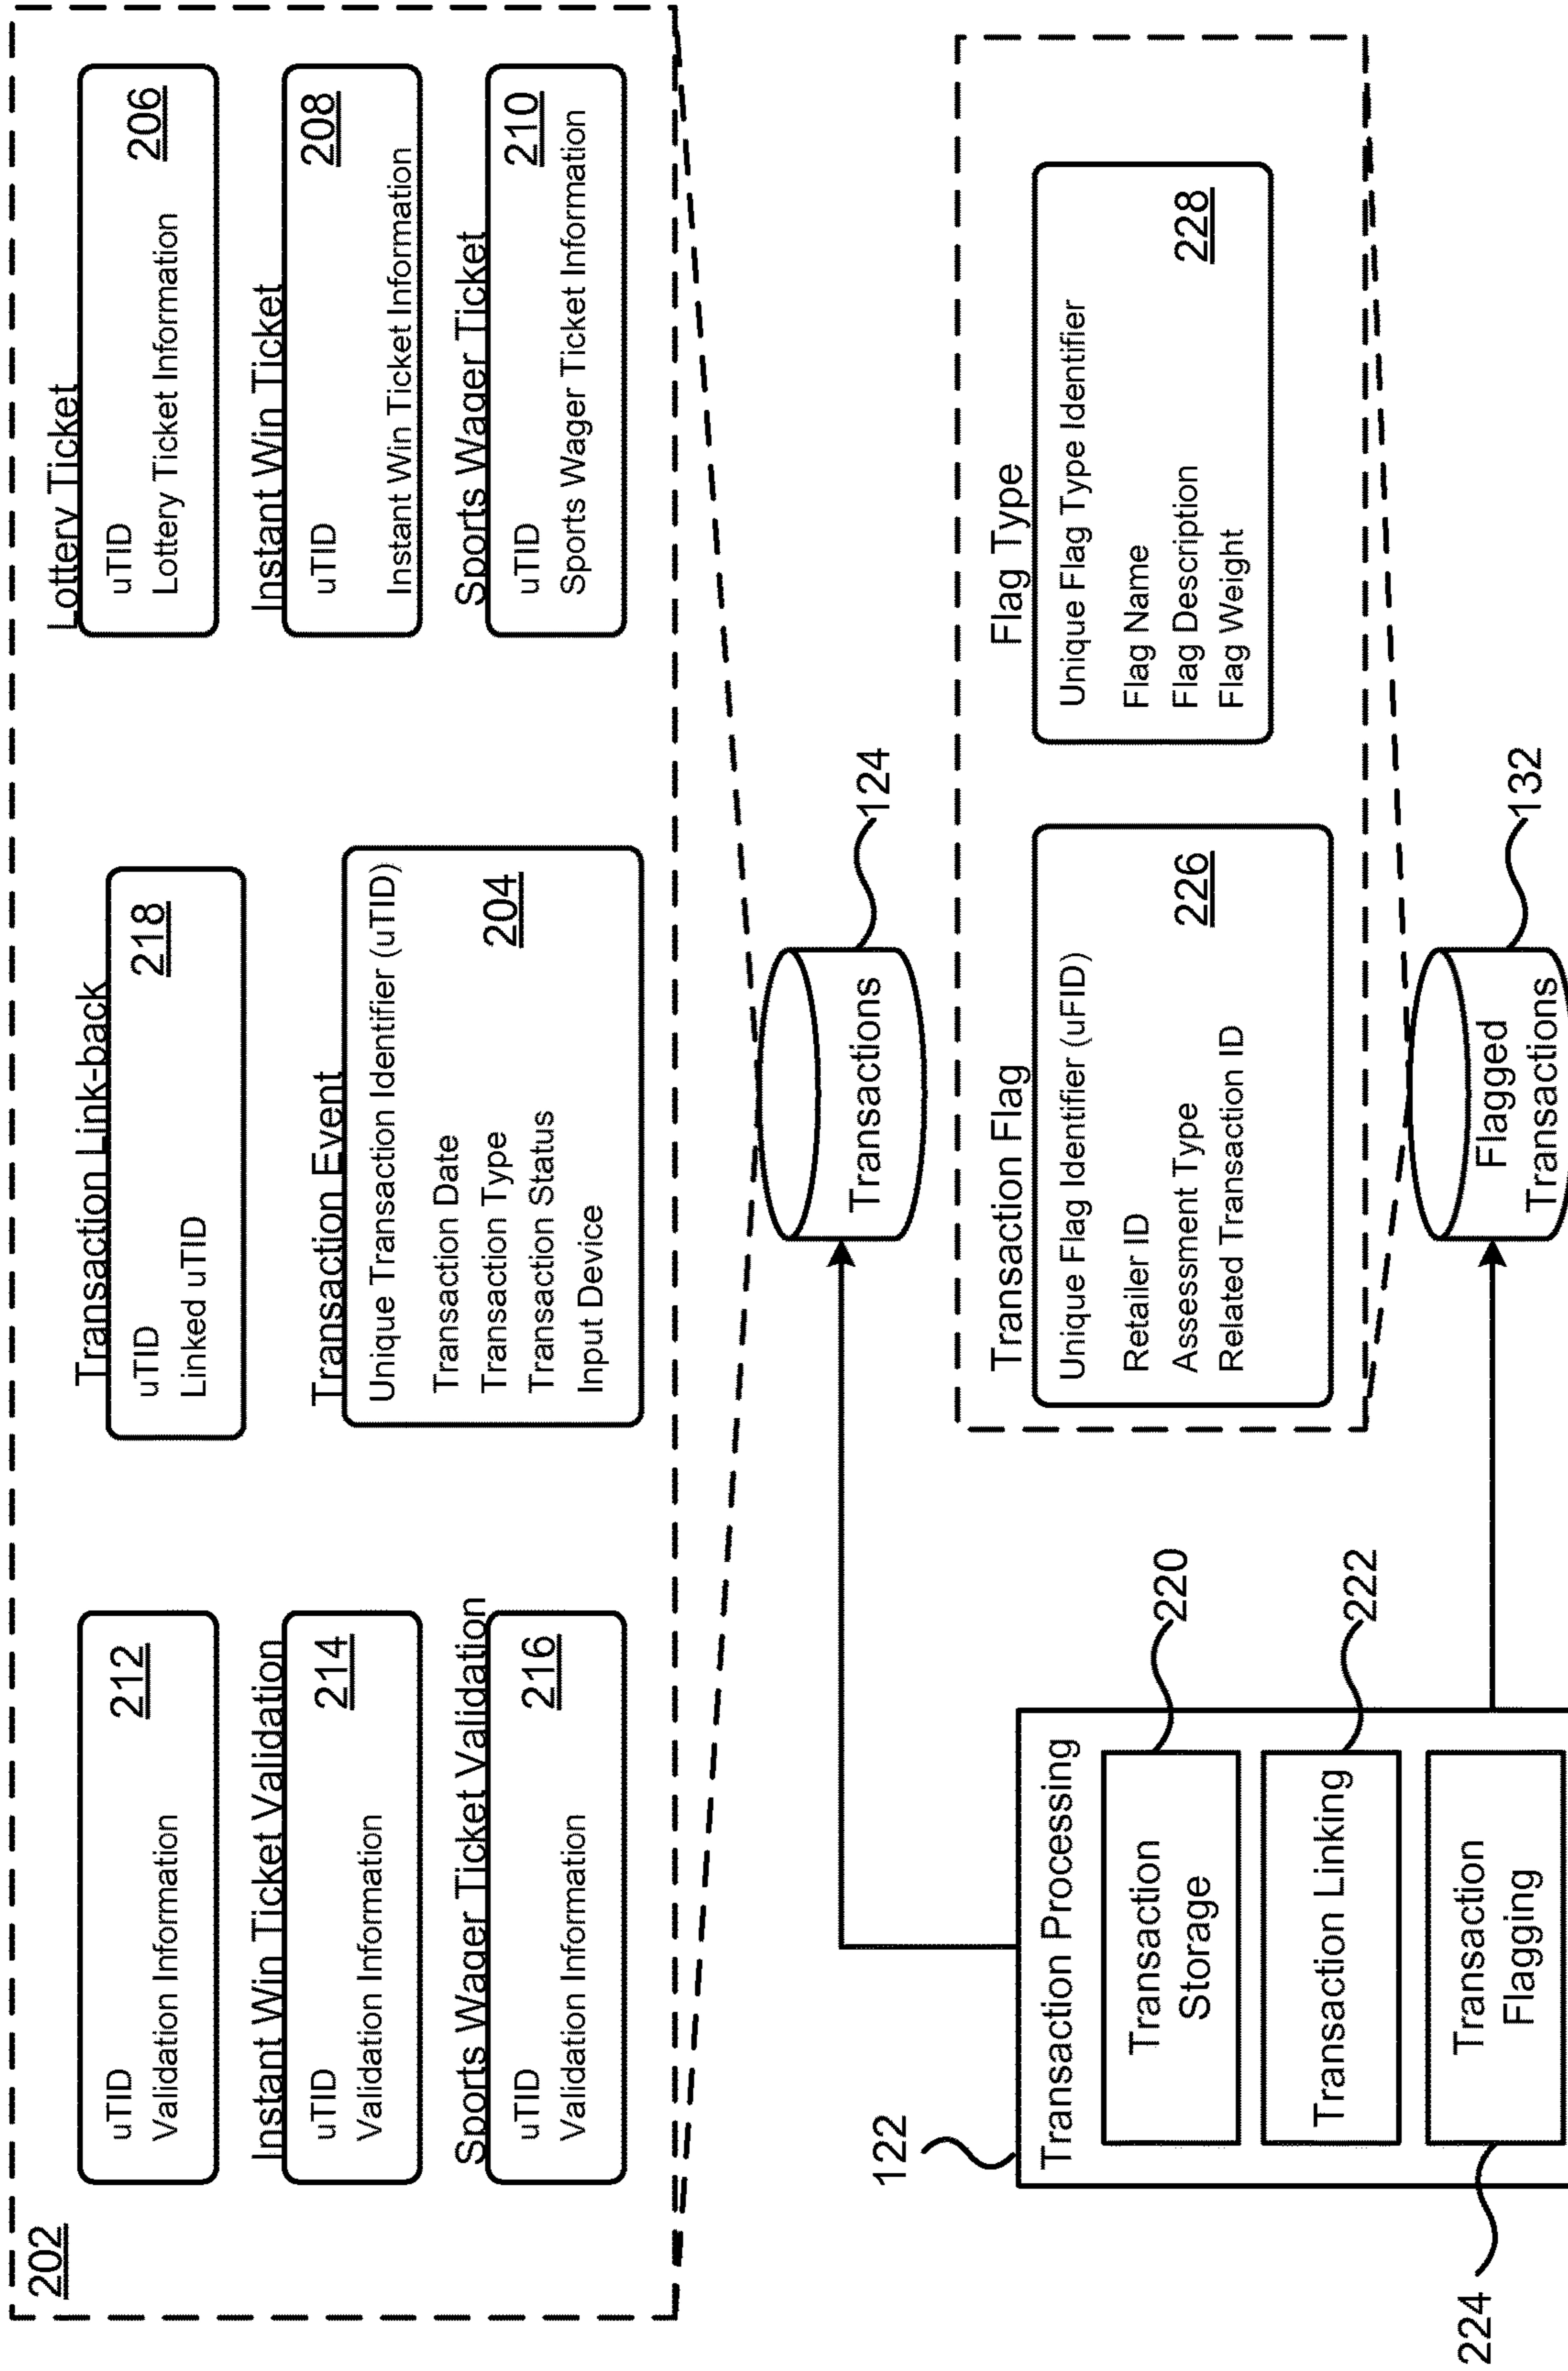 202
uTID
Validation Information
212
Instant Win Ticket Validation
uTID
Validation Information
214
Sports Wager Ticket Validation
uTID
Validation Information
216
Transaction Link-back
uTID
Linked uTID
218
Transaction Event
Unique Transaction Identifier (uTID)
Transaction Date
Transaction Type
Transaction Status
Input Device
204
Lottery Ticket
uTID
Lottery Ticket Information
206
Instant Win Ticket
uTID
Instant Win Ticket Information
208
Sports Wager Ticket
uTID
Sports Wager Ticket Information
210
Transactions
124
122
Transaction Processing
Transaction
Storage
220
Transaction Linking
222
Transaction
Flagging
224
Transaction Flag
Unique Flag Identifier (uFID)
Retailer ID
Assessment Type
Related Transaction ID
226
Flag Type
Unique Flag Type Identifier
Flag Name
Flag Description
Flag Weight
228
Flagged
Transactions
132